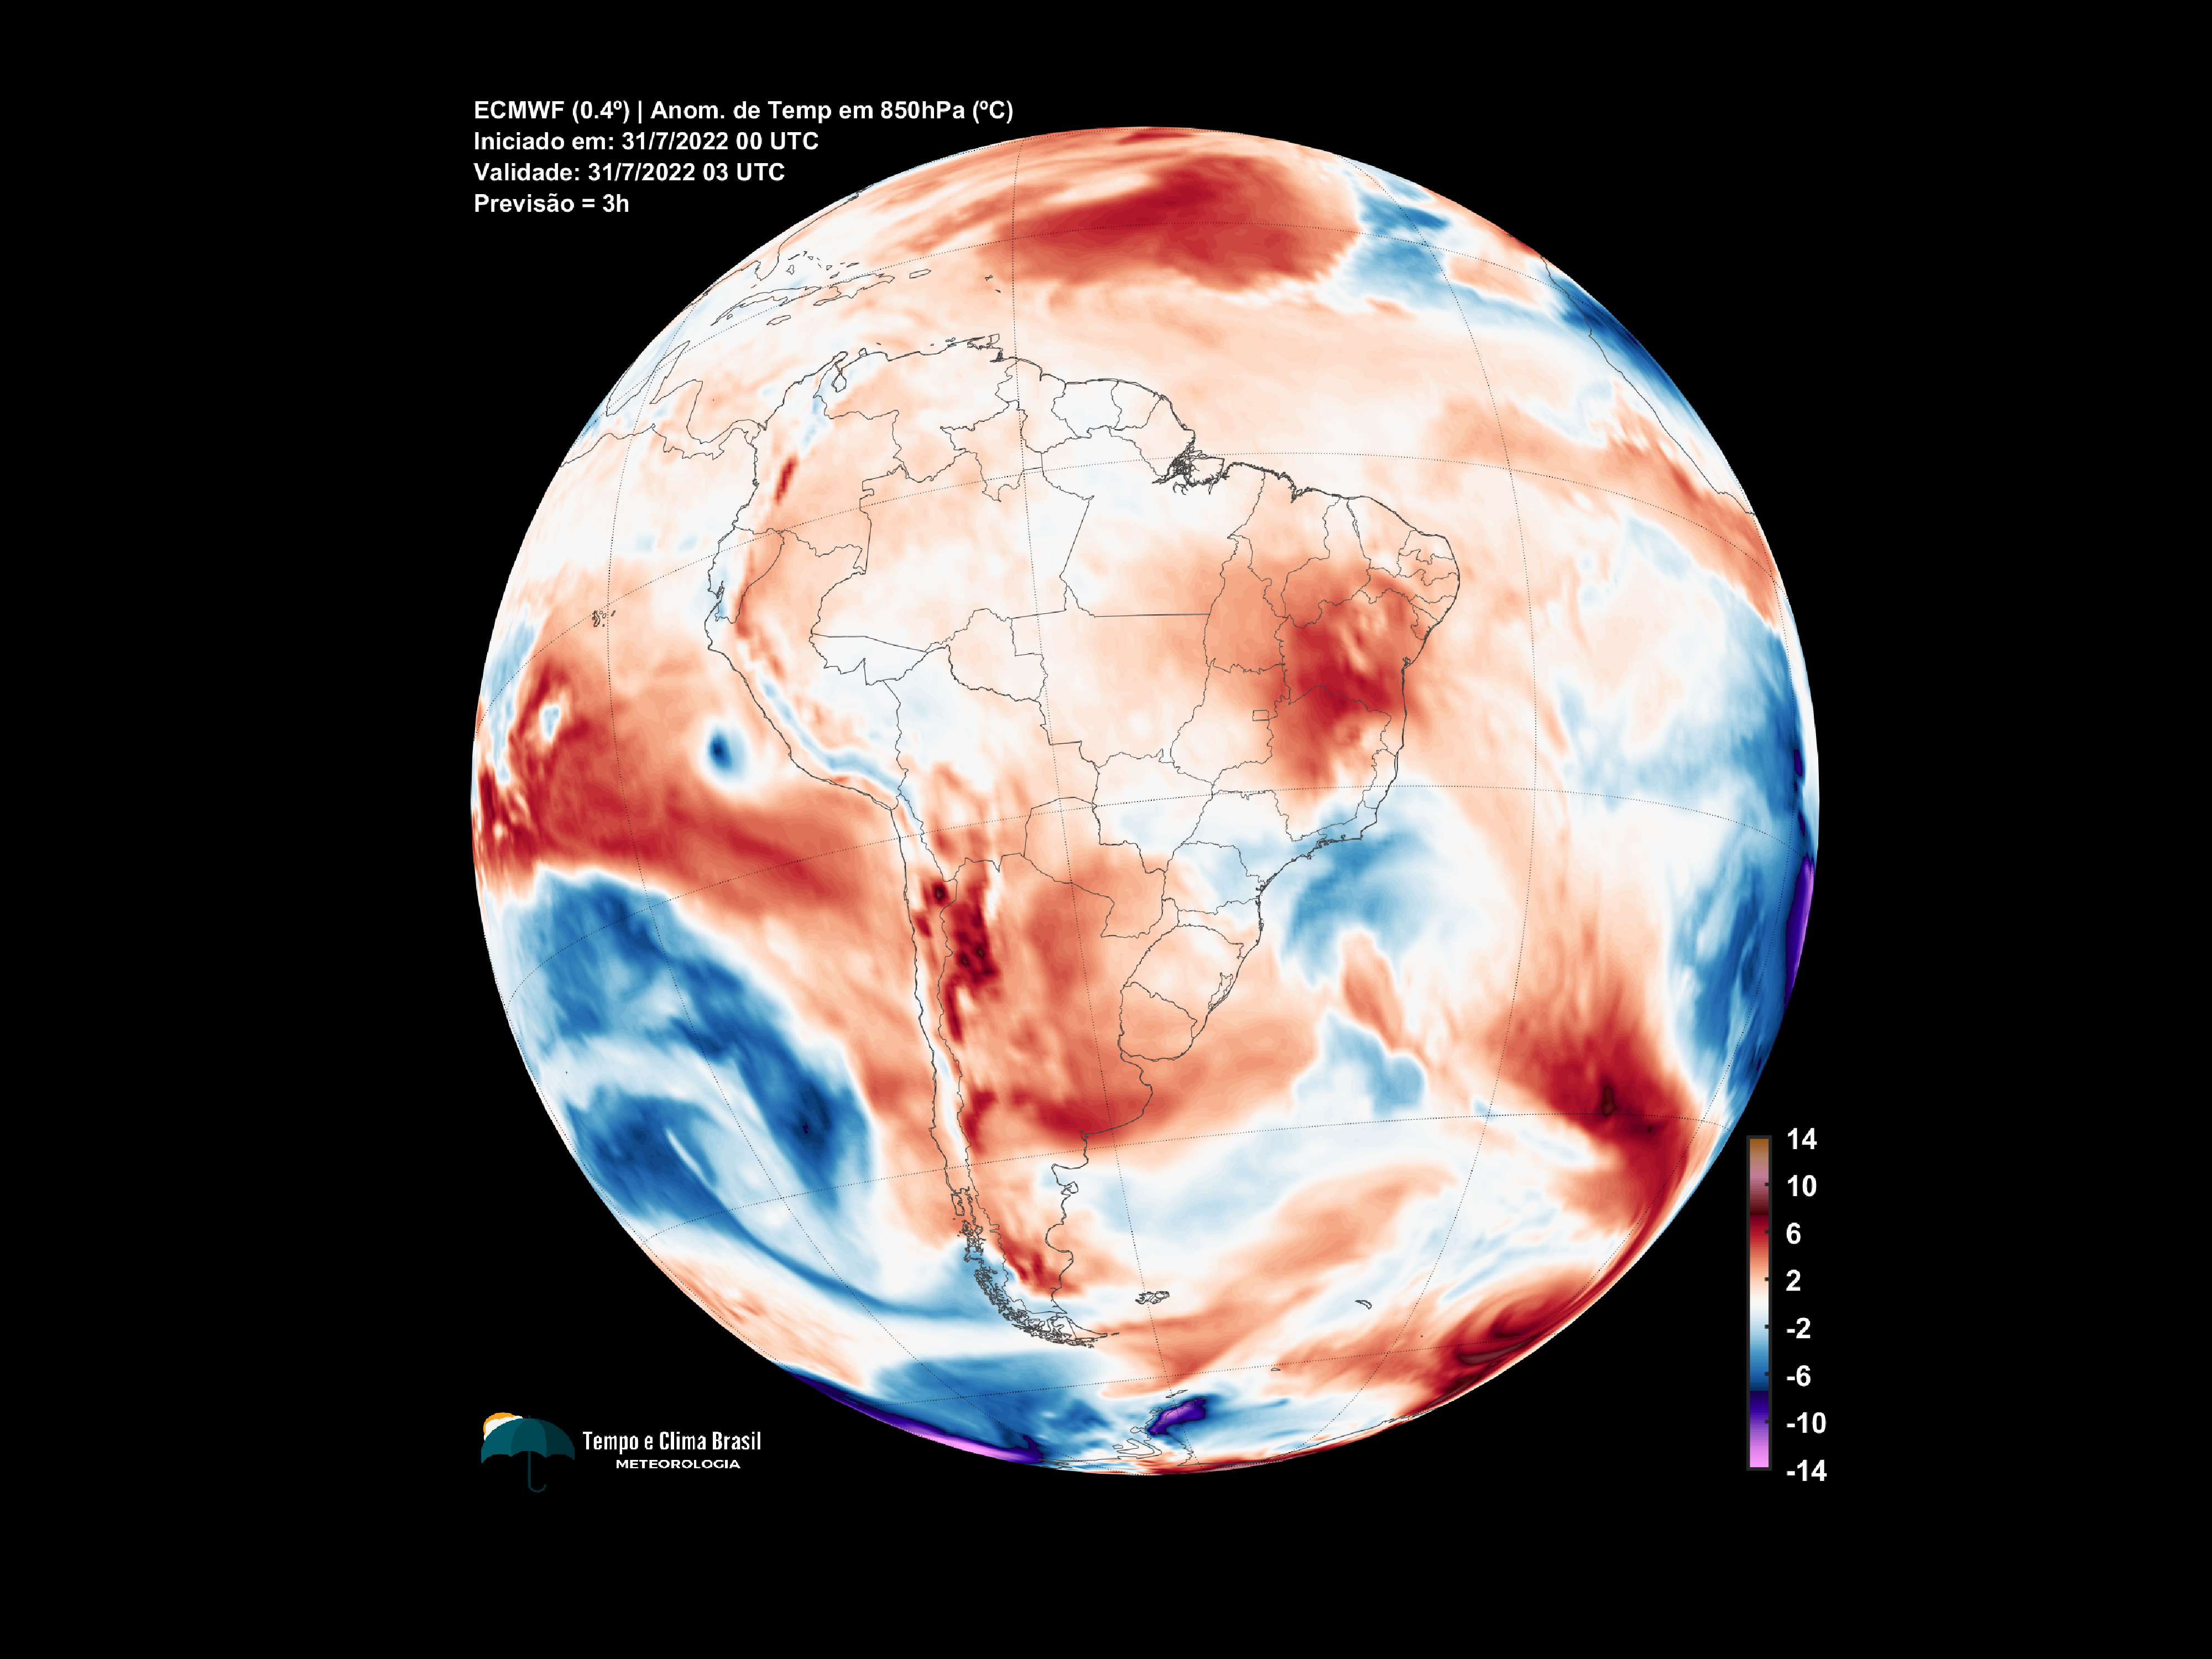 ECMWF (0.4º) | Anom. de Temp em 850hPa (ºC)
Iniciado em: 31/7/2022 00 UTC
Validade: 31/7/2022 03 UTC
Previsão = 3h
14
10
6
2
-2
-6
-10
-14
Tempo e Clima Brasil
METEOROLOGIA